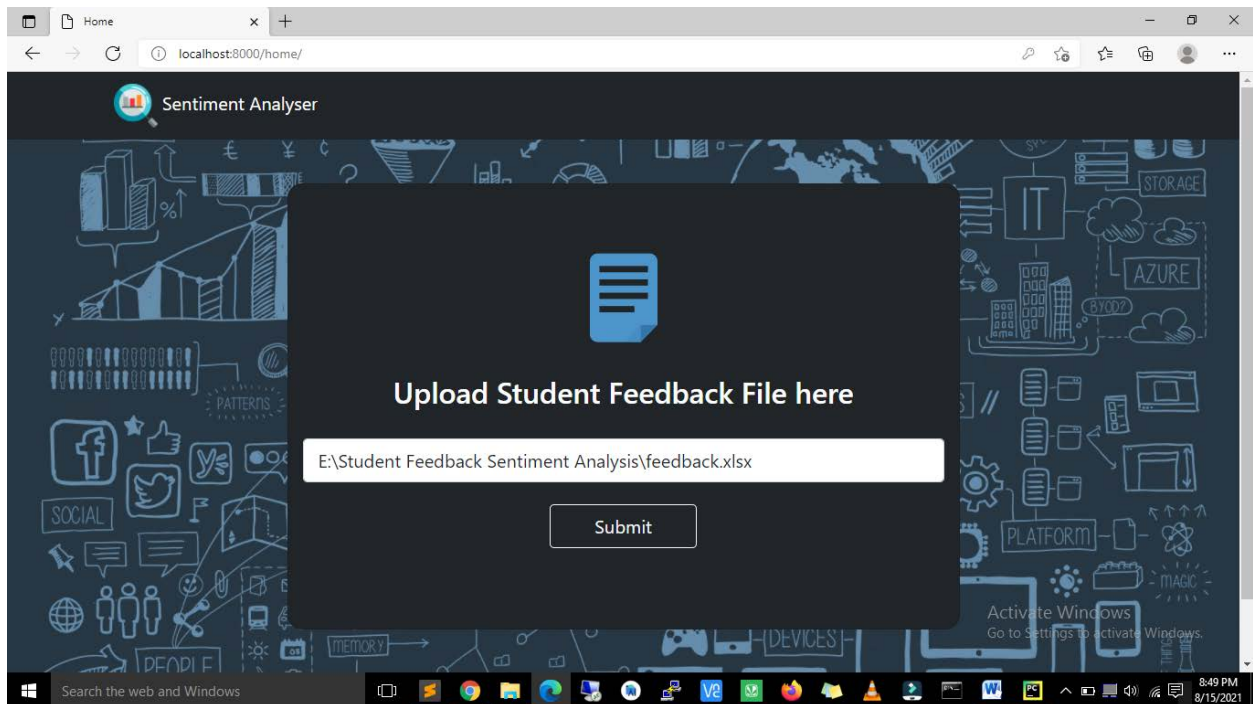 Home
localhost:8000/home/
Sentiment Analyser
£ ¥ ¢
%
?
IT
STORAGE
AZURE
BYOD?
Upload Student Feedback File here
PATTERNS
E:\Student Feedback Sentiment Analysis\feedback.xlsx
Submit
SOCIAL
PLATFORM
MAGIC
MEMORY
DEVICES
PEOPLE
Activate Windows
Go to Settings to activate Windows.
Search the web and Windows
8:49 PM
8/15/2021